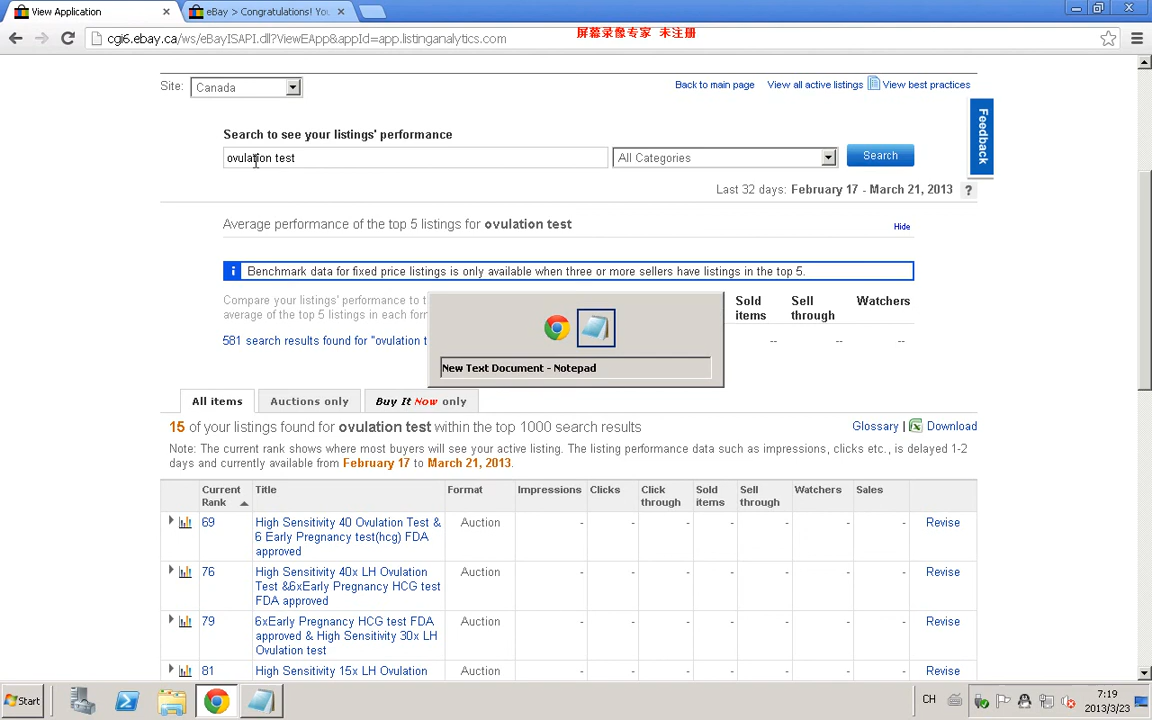 View Application
eBay > Congratulations! You
cgi6.ebay.ca/ws/eBayISAPI.dll?ViewEApp&appId=app.listinganalytics.com
屏幕录像专家 未注册
Site:
Canada
Back to main page
View all active listings
View best practices
Feedback
Search to see your listings' performance
ovulation test
All Categories
Search
Last 32 days: February 17 - March 21, 2013
?
Average performance of the top 5 listings for ovulation test
Hide
i
Benchmark data for fixed price listings is only available when three or more sellers have listings in the top 5.
Compare your listings' performance to t
average of the top 5 listings in each for
Sold items
Sell through
Watchers
581 search results found for "ovulation t
--
--
--
New Text Document - Notepad
All items
Auctions only
Buy It Now only
15 of your listings found for ovulation test within the top 1000 search results
Glossary | Download
Note: The current rank shows where most buyers will see your active listing. The listing performance data such as impressions, clicks etc., is delayed 1-2
days and currently available from February 17 to March 21, 2013.
Current Rank
Title
Format
Impressions
Clicks
Click through
Sold items
Sell through
Watchers
Sales
69
High Sensitivity 40 Ovulation Test &
6 Early Pregnancy test(hcg) FDA
approved
Auction
- - - - - - -
Revise
76
High Sensitivity 40x LH Ovulation
Test &6xEarly Pregnancy HCG test
FDA approved
Auction
- - - - - - -
Revise
79
6xEarly Pregnancy HCG test FDA
approved & High Sensitivity 30x LH
Ovulation test
Auction
- - - - - - -
Revise
81
High Sensitivity 15x LH Ovulation
Auction
- - - - - - -
Revise
Start
CH
7:19
2013/3/23